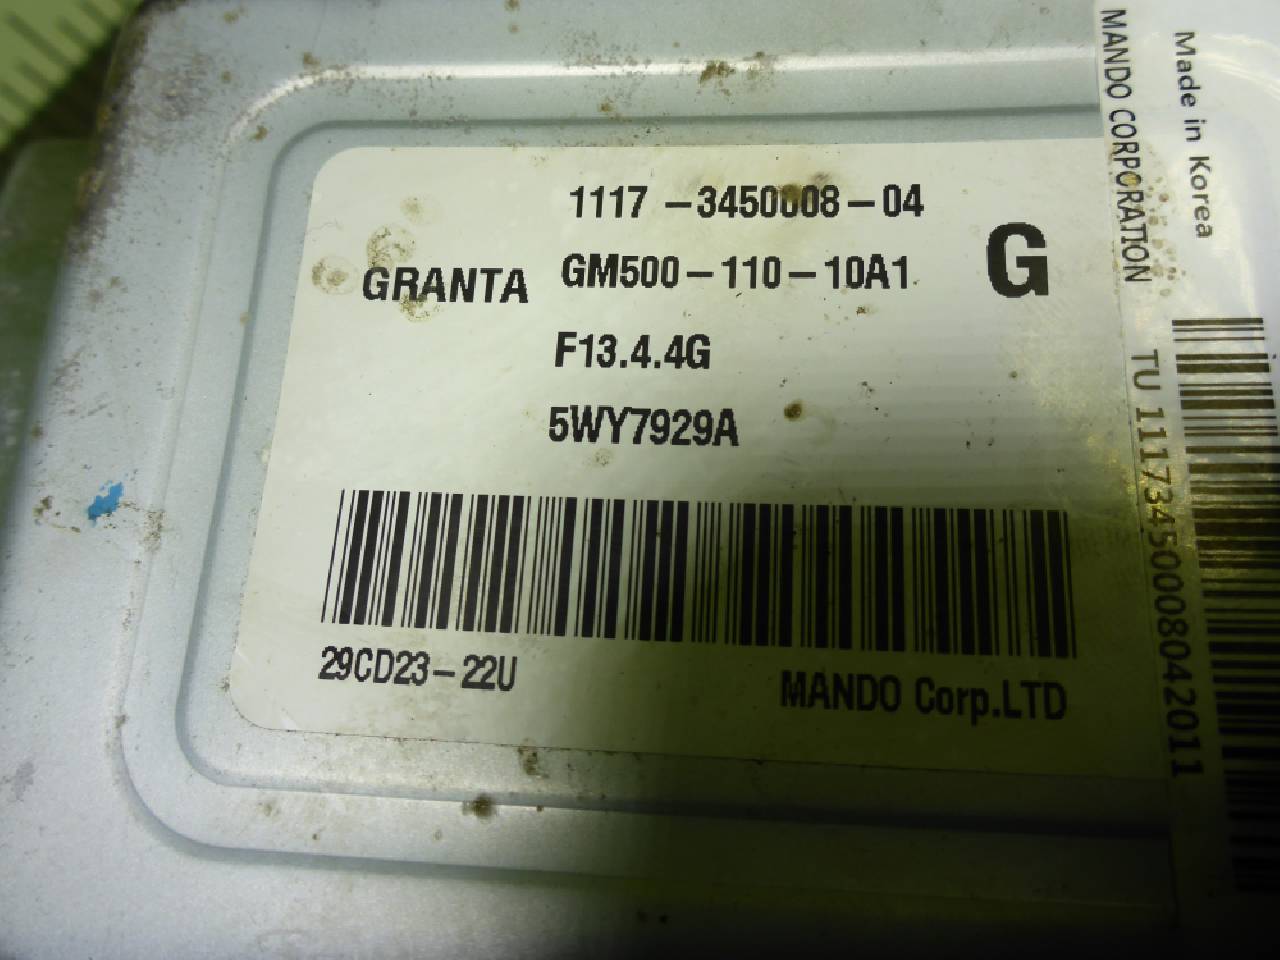 1117-3450008-04
GRANTA GM500-110-10A1 G
F13.4.4G
5WY7929A
29CD23-22U MANDO Corp.LTD
Made in Korea
MANDO CORPORATION
TU 11173450008042011